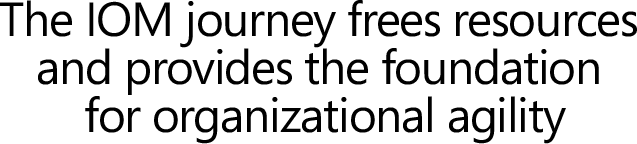 The IOM journey frees resources
and provides the foundation
for organizational agility